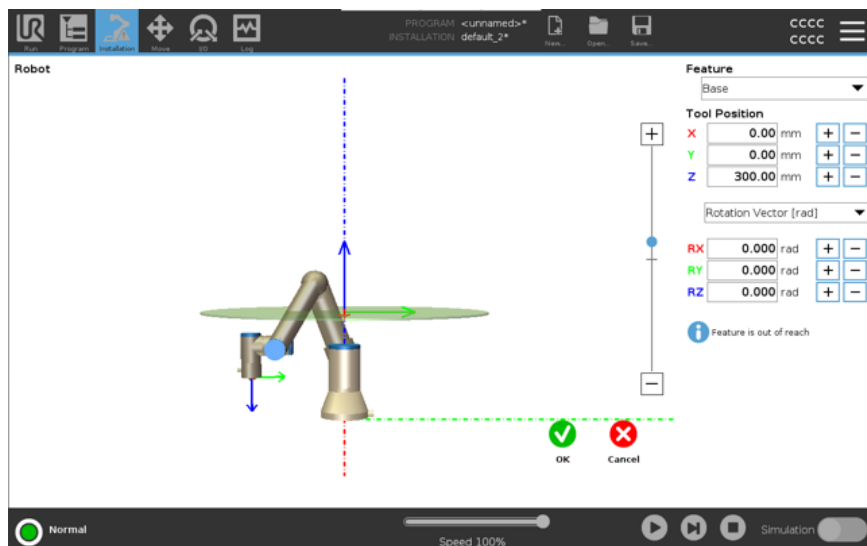 UR
Run
Program
Installation
Move
I/O
Log
PROGRAM <unnamed>*
INSTALLATION default_2*
New...
Open...
Save...
cccc
cccc
Robot
Feature
Base
Tool Position
X 0.00 mm + −
Y 0.00 mm + −
Z 300.00 mm + −
Rotation Vector [rad]
RX 0.000 rad + −
RY 0.000 rad + −
RZ 0.000 rad + −
Feature is out of reach
OK
Cancel
Normal
Speed 100%
Simulation